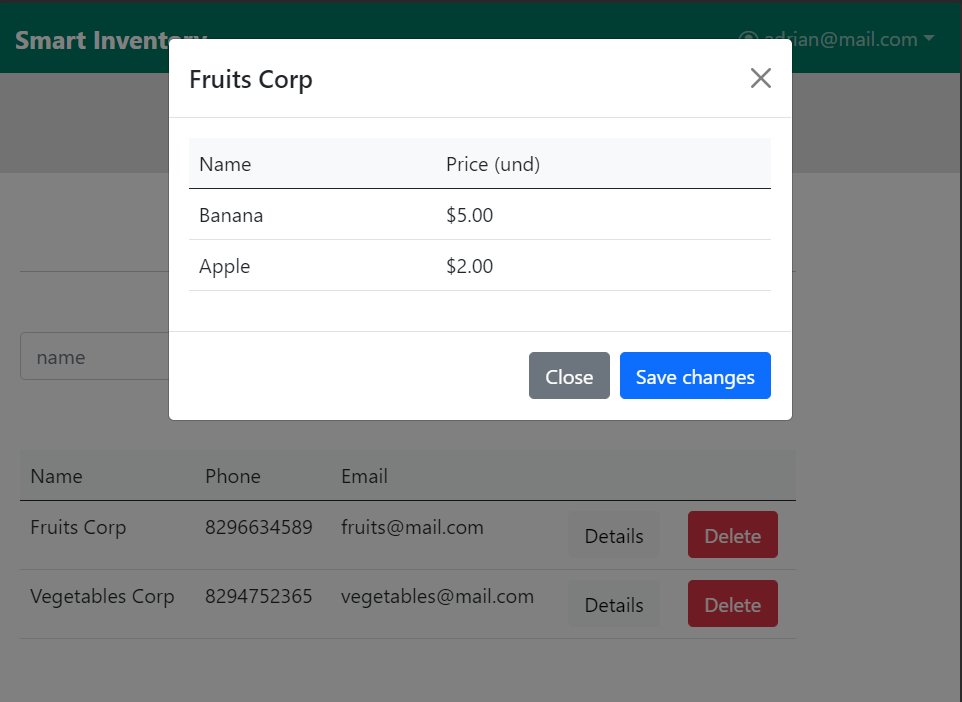 Smart Inventory
adrian@mail.com
Fruits Corp
Name Price (und)
Banana $5.00
Apple $2.00
name
Close Save changes
Name Phone Email
Fruits Corp 8296634589 fruits@mail.com Details Delete
Vegetables Corp 8294752365 vegetables@mail.com Details Delete